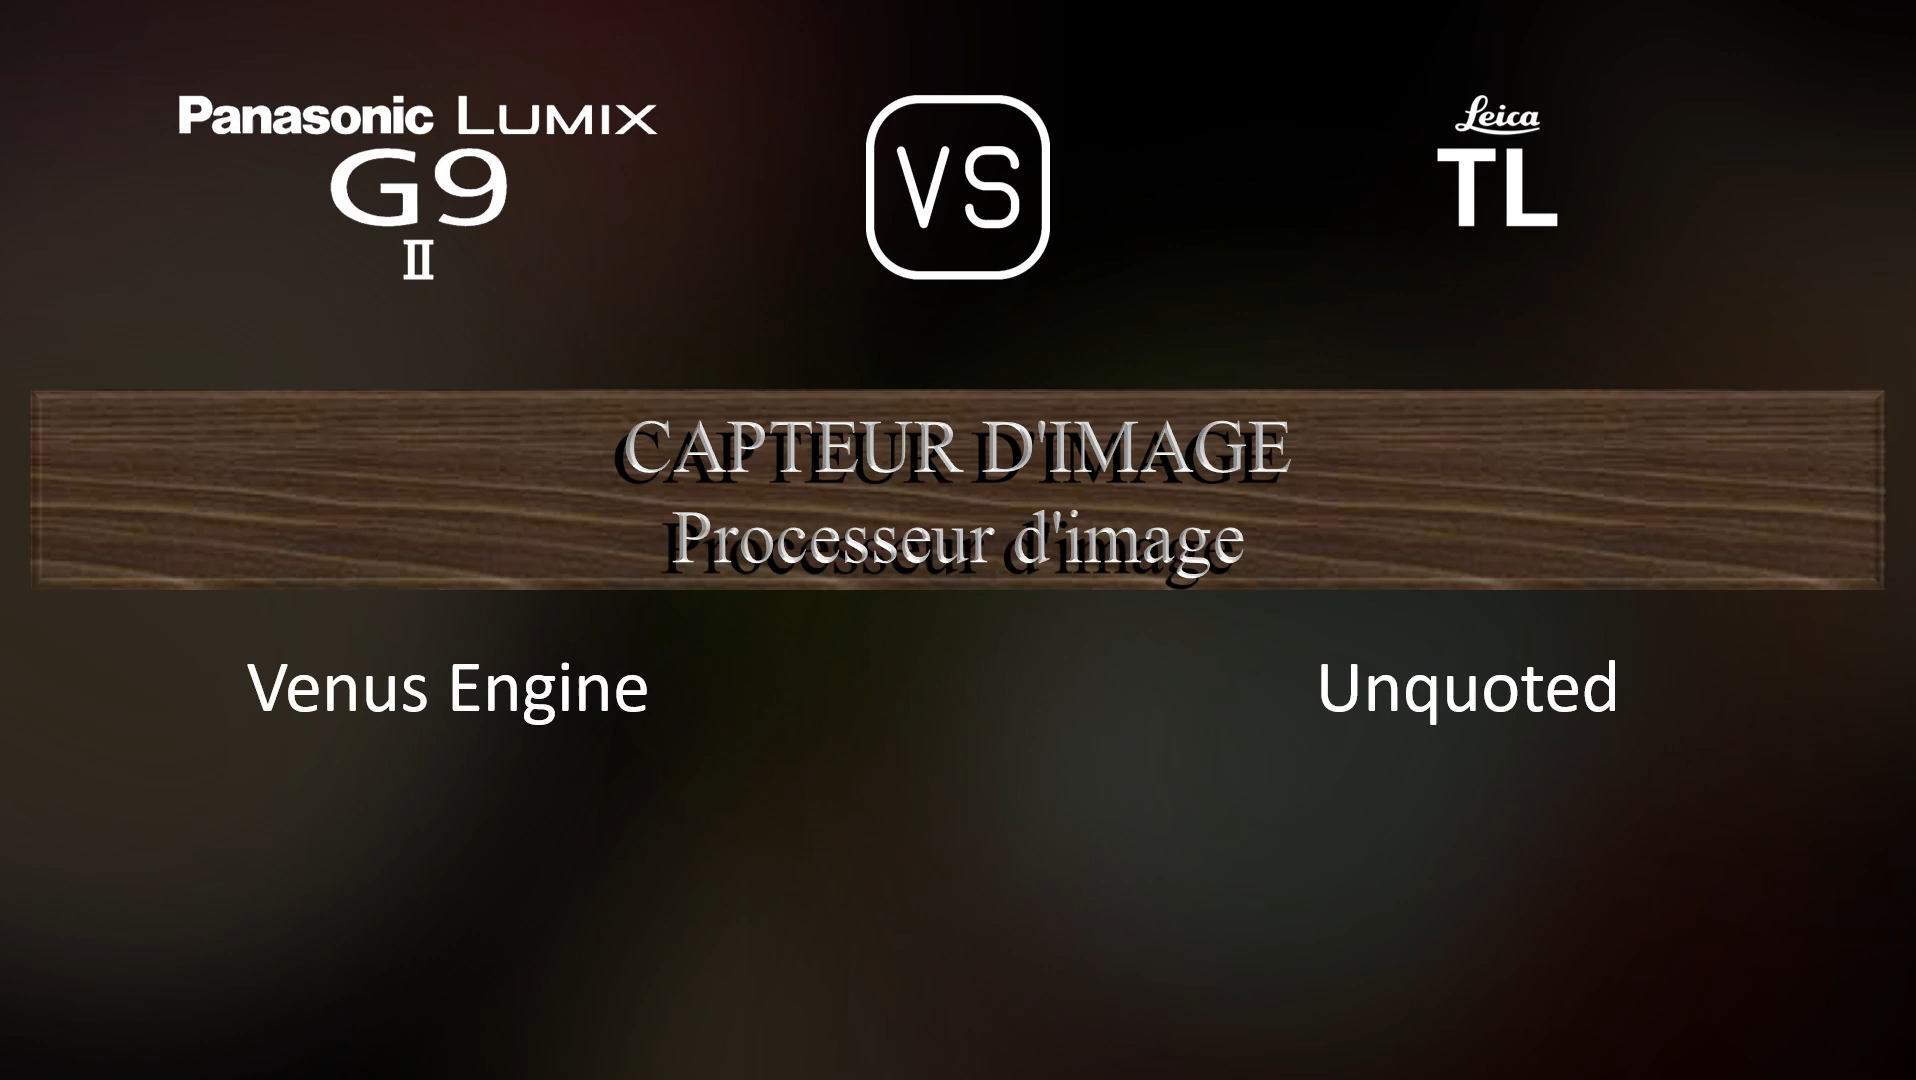 Panasonic LUMIX
G9
II
VS
Leica
TL
CAPTEUR D'IMAGE
Processeur d'image
Venus Engine
Unquoted